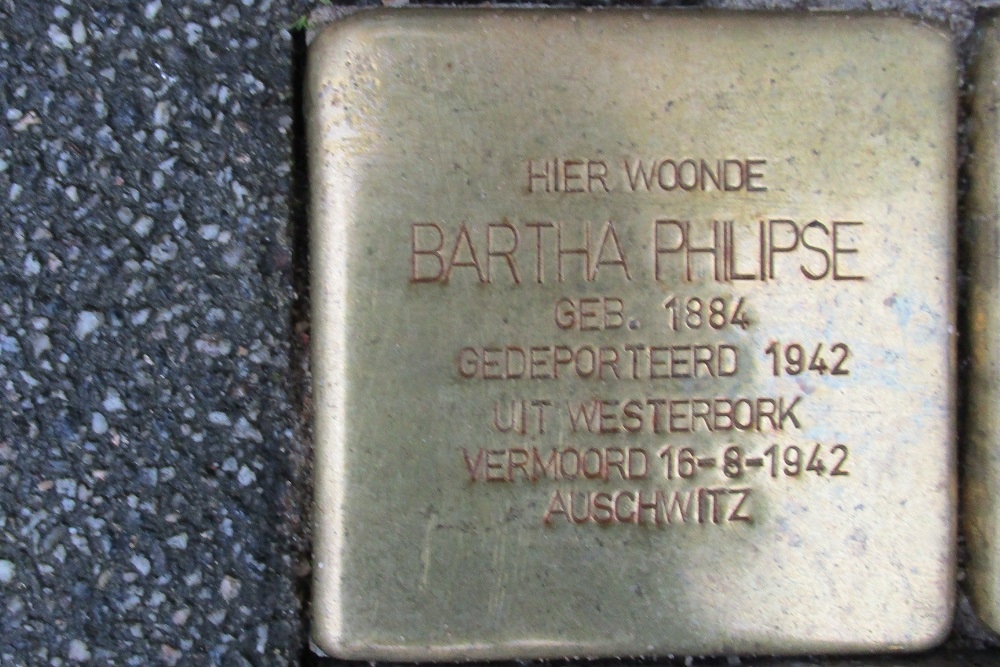 HIER WOONDE
BARTHA PHILIPSE
GEB. 1884
GEDEPORTEERD 1942
UIT WESTERBORK
VERMOORD 16-8-1942
AUSCHWITZ